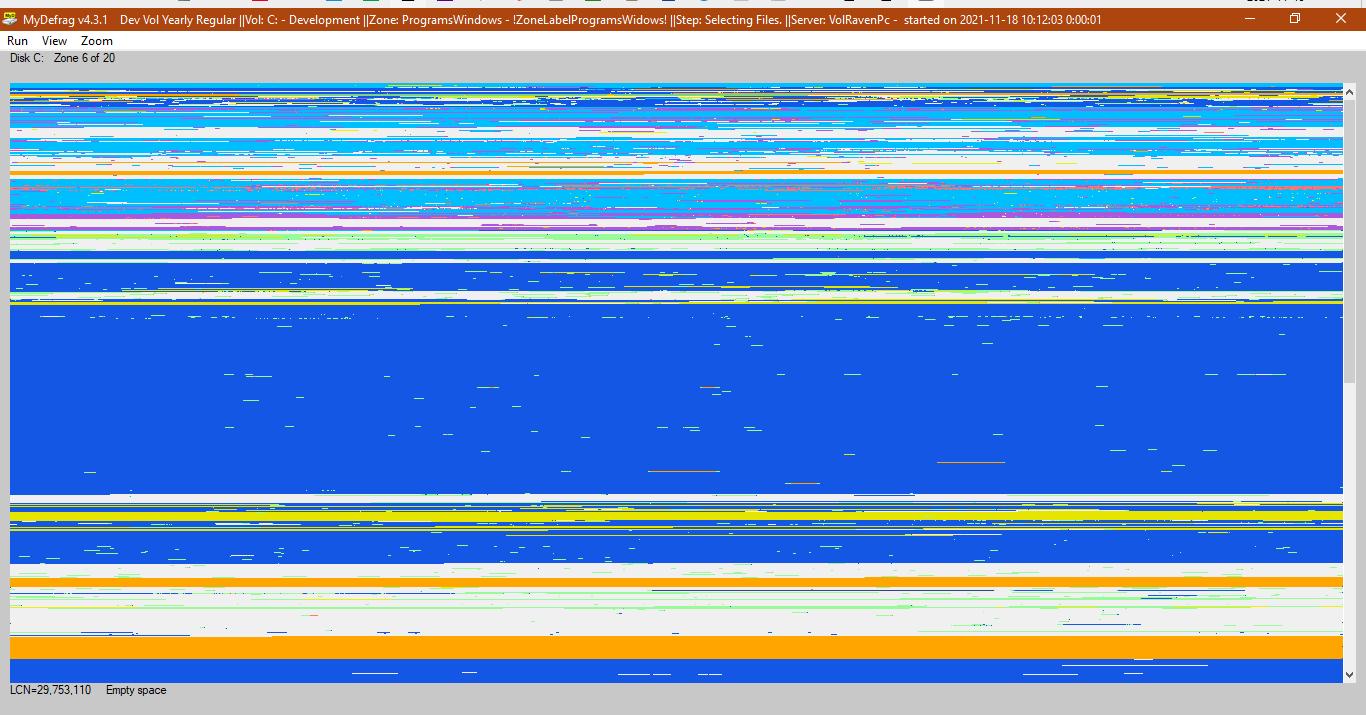 MyDefrag v4.3.1    Dev Vol Yearly Regular ||Vol: C: - Development ||Zone: ProgramsWindows - !ZoneLabelProgramsWidows! ||Step: Selecting Files. ||Server: VolRavenPc -  started on 2021-11-18 10:12:03 0:00:01
Run View Zoom
Disk C:   Zone 6 of 20
LCN=29,753,110    Empty space